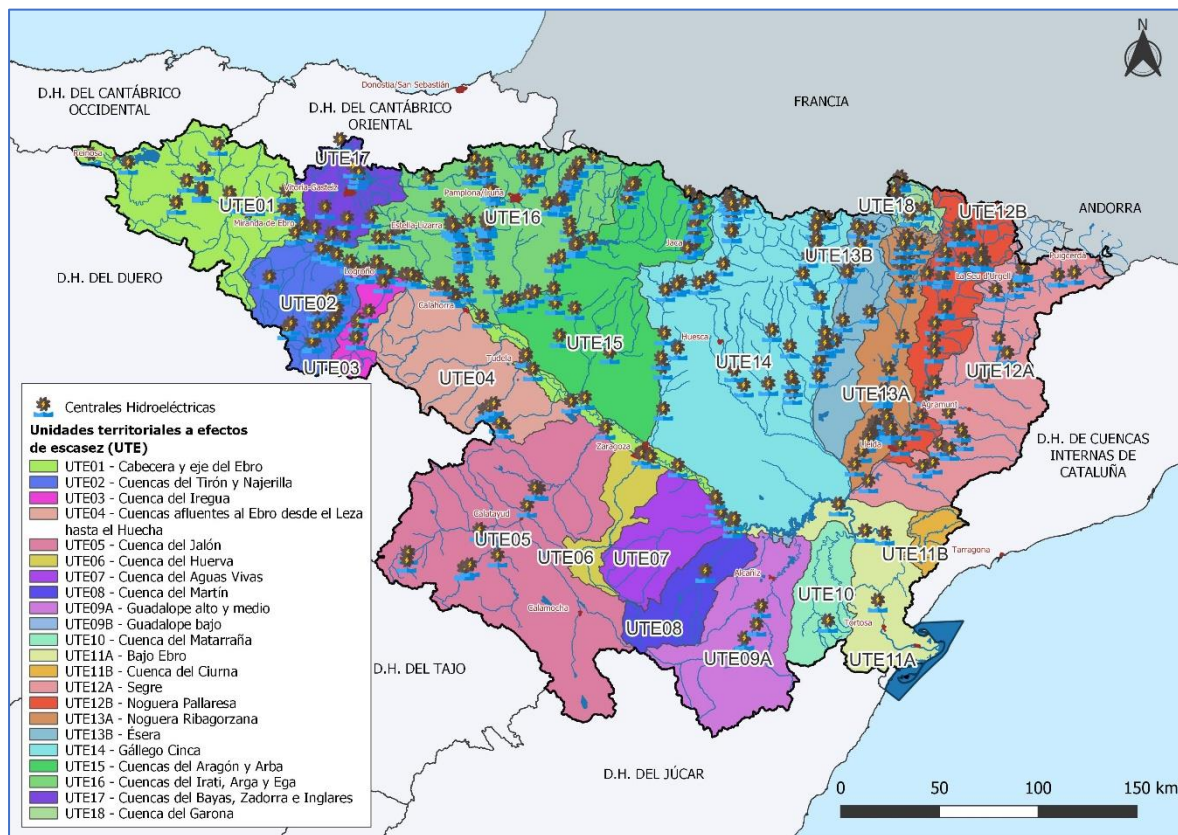 N
D.H. DEL CANTÁBRICO
OCCIDENTAL
Donostia/San Sebastián
D.H. DEL CANTÁBRICO
ORIENTAL
FRANCIA
Reinosa
UTE17
Vitoria-Gasteiz
Pamplona/Iruña
UTE18
UTE12B
ANDORRA
UTE01
Miranda de Ebro
Estella-Lizarra
UTE16
Jaca
UTE13B
Puigcerdà
La Seu d'Urgell
D.H. DEL DUERO
Logroño
UTE02
Calahorra
UTE03
UTE15
Huesca
UTE14
UTE04
Tudela
UTE12A
UTE13A
Agramunt
Lleida
D.H. DE CUENCAS
INTERNAS DE
CATALUÑA
Zaragoza
Calatayud
UTE05
UTE06
UTE07
Alcañiz
UTE11B
Tarragona
Calamocha
UTE08
UTE10
Tortosa
UTE09A
UTE11A
D.H. DEL TAJO
D.H. DEL JÚCAR
Centrales Hidroeléctricas
Unidades territoriales a efectos
de escasez (UTE)
UTE01 - Cabecera y eje del Ebro
UTE02 - Cuencas del Tirón y Najerilla
UTE03 - Cuenca del Iregua
UTE04 - Cuencas afluentes al Ebro desde el Leza
hasta el Huecha
UTE05 - Cuenca del Jalón
UTE06 - Cuenca del Huerva
UTE07 - Cuenca del Aguas Vivas
UTE08 - Cuenca del Martín
UTE09A - Guadalope alto y medio
UTE09B - Guadalope bajo
UTE10 - Cuenca del Matarraña
UTE11A - Bajo Ebro
UTE11B - Cuenca del Ciurna
UTE12A - Segre
UTE12B - Noguera Pallaresa
UTE13A - Noguera Ribagorzana
UTE13B - Ésera
UTE14 - Gállego Cinca
UTE15 - Cuencas del Aragón y Arba
UTE16 - Cuencas del Irati, Arga y Ega
UTE17 - Cuencas del Bayas, Zadorra e Inglares
UTE18 - Cuenca del Garona
0 50 100 150 km